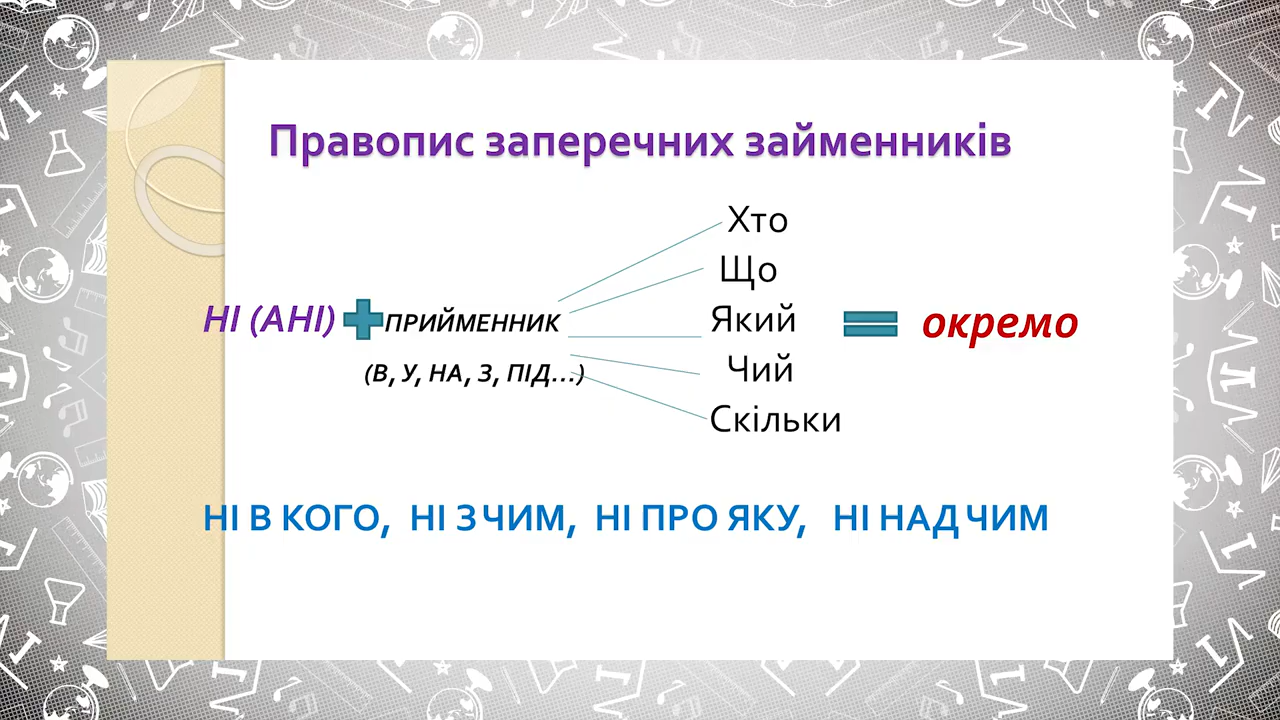 Правопис заперечних займенників
Хто
Що
НІ (АНІ) + ПРИЙМЕННИК Який = окремо
(В, У, НА, З, ПІД...) Чий
Скільки
НІ В КОГО, НІ З ЧИМ, НІ ПРО ЯКУ, НІ НАД ЧИМ